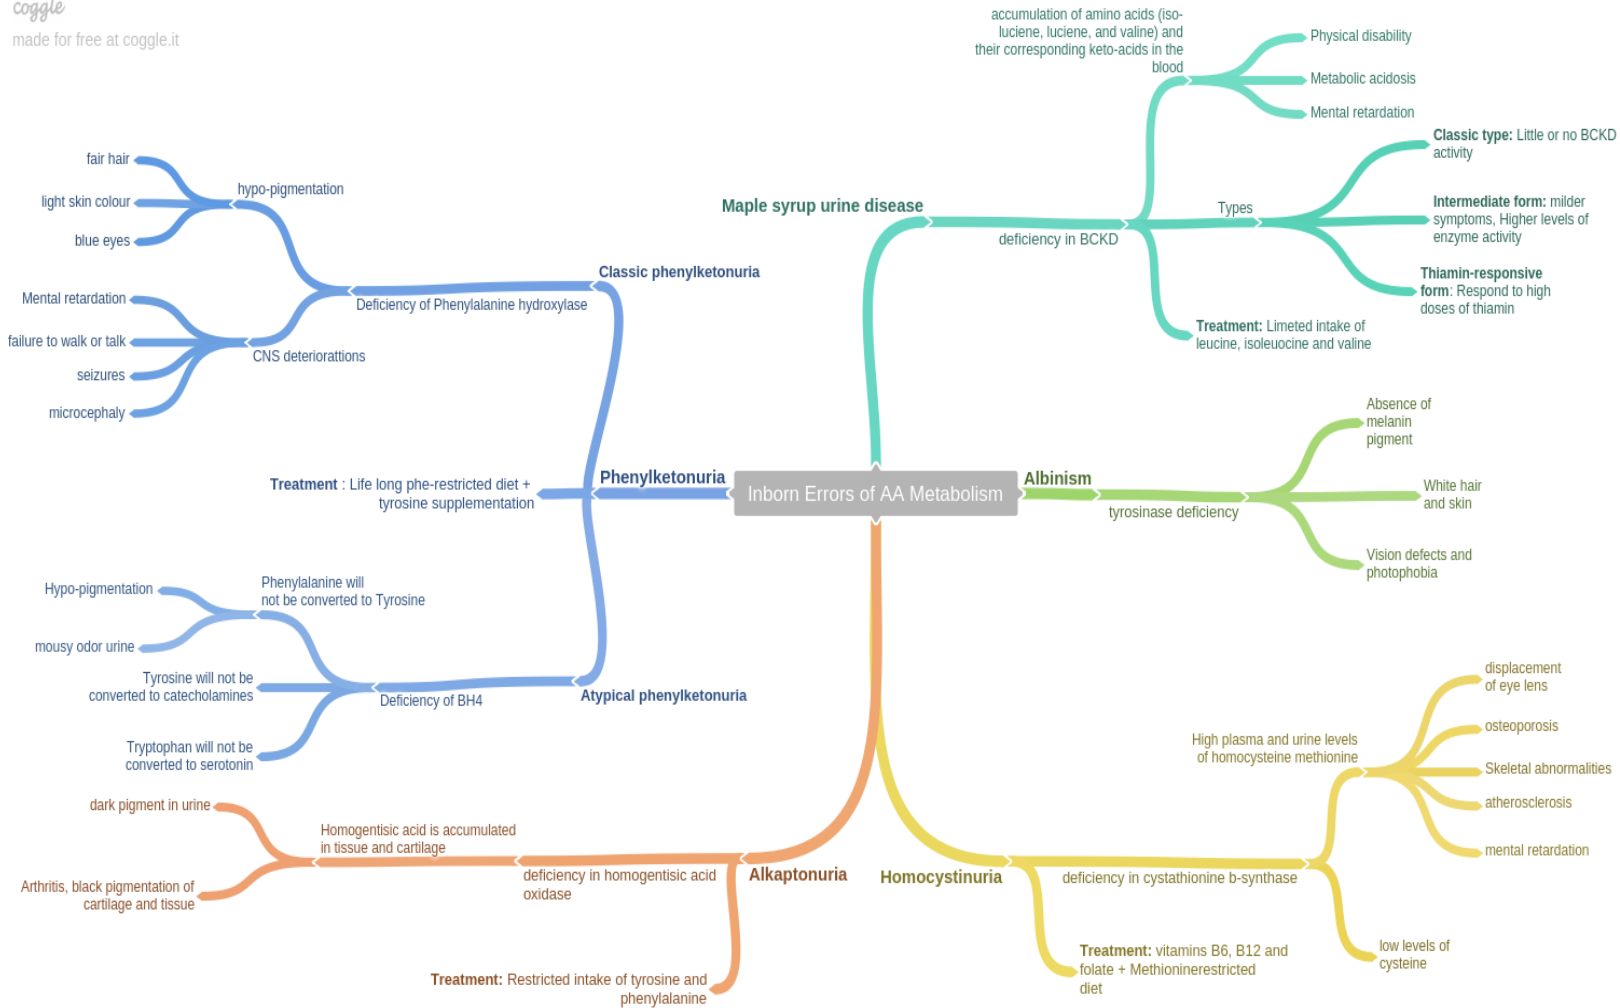 coggle
made for free at coggle.it
Inborn Errors of AA Metabolism
Maple syrup urine disease
deficiency in BCKD
accumulation of amino acids (iso-
luciene, luciene, and valine) and
their corresponding keto-acids in the
blood
Physical disability
Metabolic acidosis
Mental retardation
Types
Classic type: Little or no BCKD
activity
Intermediate form: milder
symptoms, Higher levels of
enzyme activity
Thiamin-responsive
form: Respond to high
doses of thiamin
Treatment: Limeted intake of
leucine, isoleuocine and valine
Albinism
tyrosinase deficiency
Absence of
melanin
pigment
White hair
and skin
Vision defects and
photophobia
Homocystinuria
deficiency in cystathionine b-synthase
High plasma and urine levels
of homocysteine methionine
displacement
of eye lens
osteoporosis
Skeletal abnormalities
atherosclerosis
mental retardation
low levels of
cysteine
Treatment: vitamins B6, B12 and
folate + Methioninerestricted
diet
Phenylketonuria
Classic phenylketonuria
Deficiency of Phenylalanine hydroxylase
hypo-pigmentation
fair hair
light skin colour
blue eyes
CNS deteriorattions
Mental retardation
failure to walk or talk
seizures
microcephaly
Treatment : Life long phe-restricted diet +
tyrosine supplementation
Atypical phenylketonuria
Deficiency of BH4
Phenylalanine will
not be converted to Tyrosine
Hypo-pigmentation
mousy odor urine
Tyrosine will not be
converted to catecholamines
Tryptophan will not be
converted to serotonin
Alkaptonuria
deficiency in homogentisic acid
oxidase
Homogentisic acid is accumulated
in tissue and cartilage
dark pigment in urine
Arthritis, black pigmentation of
cartilage and tissue
Treatment: Restricted intake of tyrosine and
phenylalanine